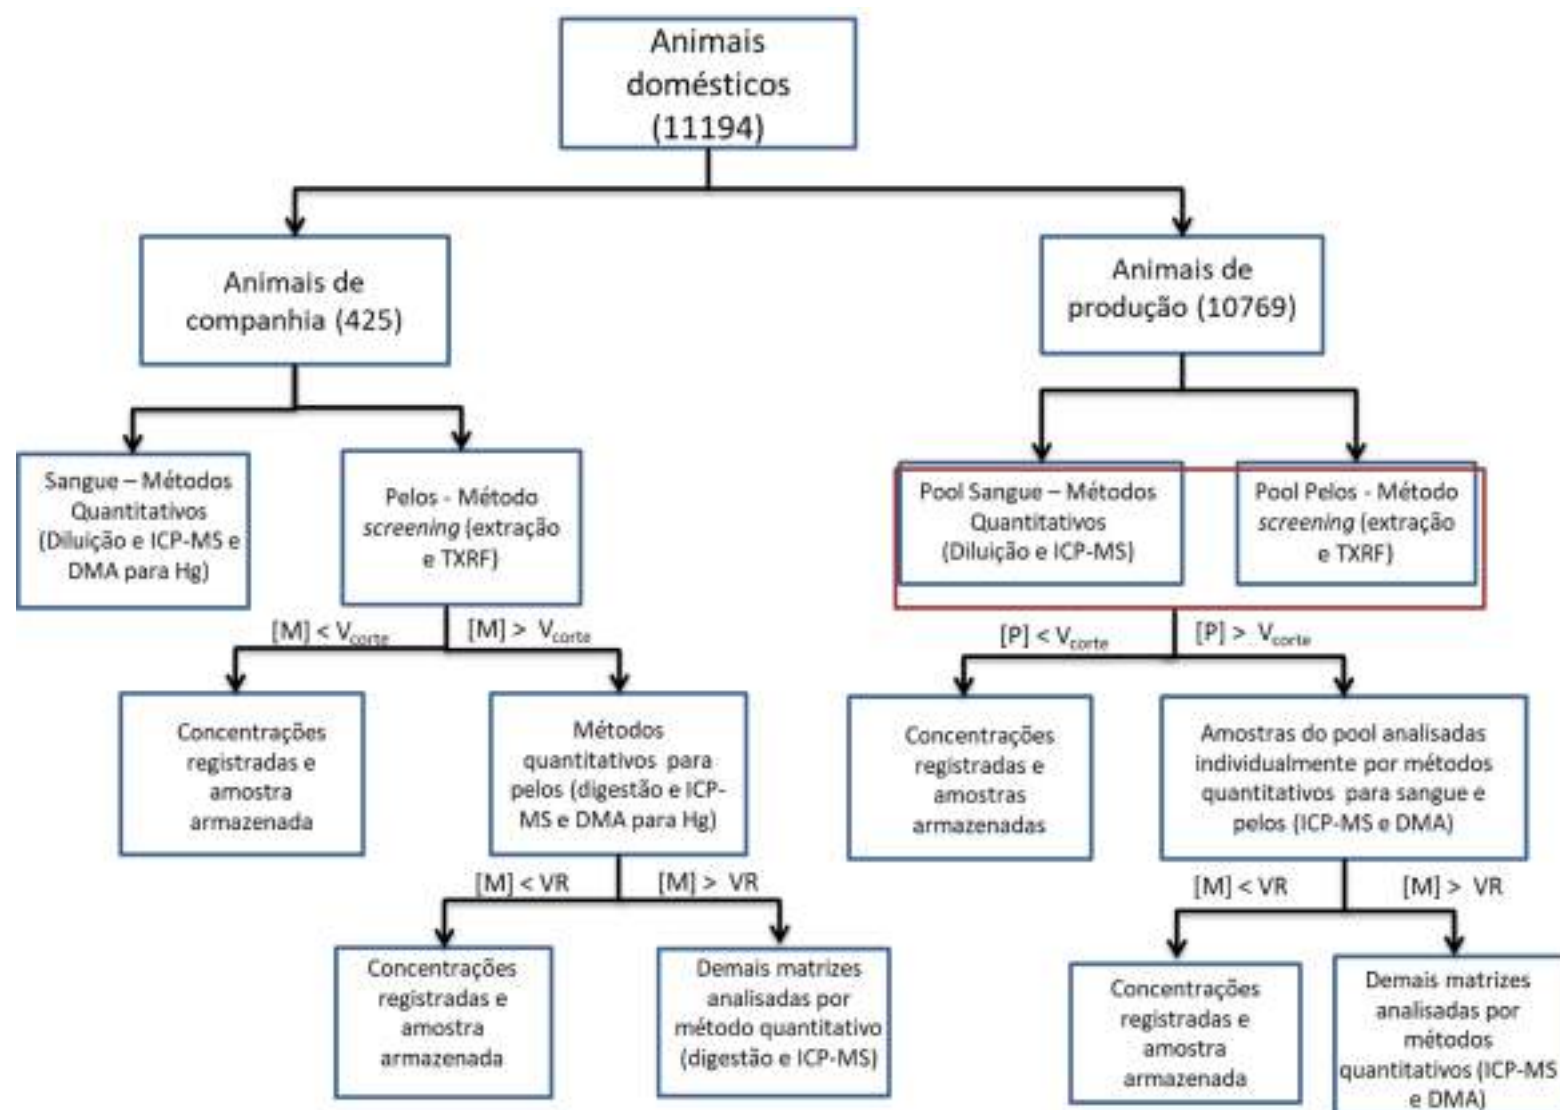 Animais
domésticos
(11194)
Animais de
companhia (425)
Animais de
produção (10769)
Sangue – Métodos
Quantitativos
(Diluição e ICP-MS e
DMA para Hg)
Pelos - Método
screening (extração
e TXRF)
Pool Sangue – Métodos
Quantitativos
(Diluição e ICP-MS)
Pool Pelos - Método
screening (extração
e TXRF)
[M] < Vcorte
[M] > Vcorte
[P] < Vcorte
[P] > Vcorte
Concentrações
registradas e
amostra
armazenada
Métodos
quantitativos para
pelos (digestão e ICP-
MS e DMA para Hg)
Concentrações
registradas e
amostras
armazenadas
Amostras do pool analisadas
individualmente por métodos
quantitativos para sangue e
pelos (ICP-MS e DMA)
[M] < VR
[M] > VR
[M] < VR
[M] > VR
Concentrações
registradas e
amostra
armazenada
Demais matrizes
analisadas por
método quantitativo
(digestão e ICP-MS)
Concentrações
registradas e
amostra
armazenada
Demais matrizes
analisadas por
métodos
quantitativos (ICP-MS
e DMA)